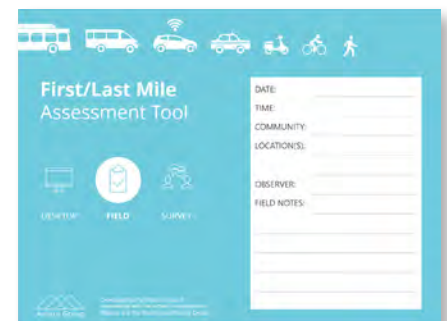 First/Last Mile
Assessment Tool
DESKTOP
FIELD
SURVEY
DATE:
TIME:
COMMUNITY:
LOCATION(S):
OBSERVER:
FIELD NOTES: